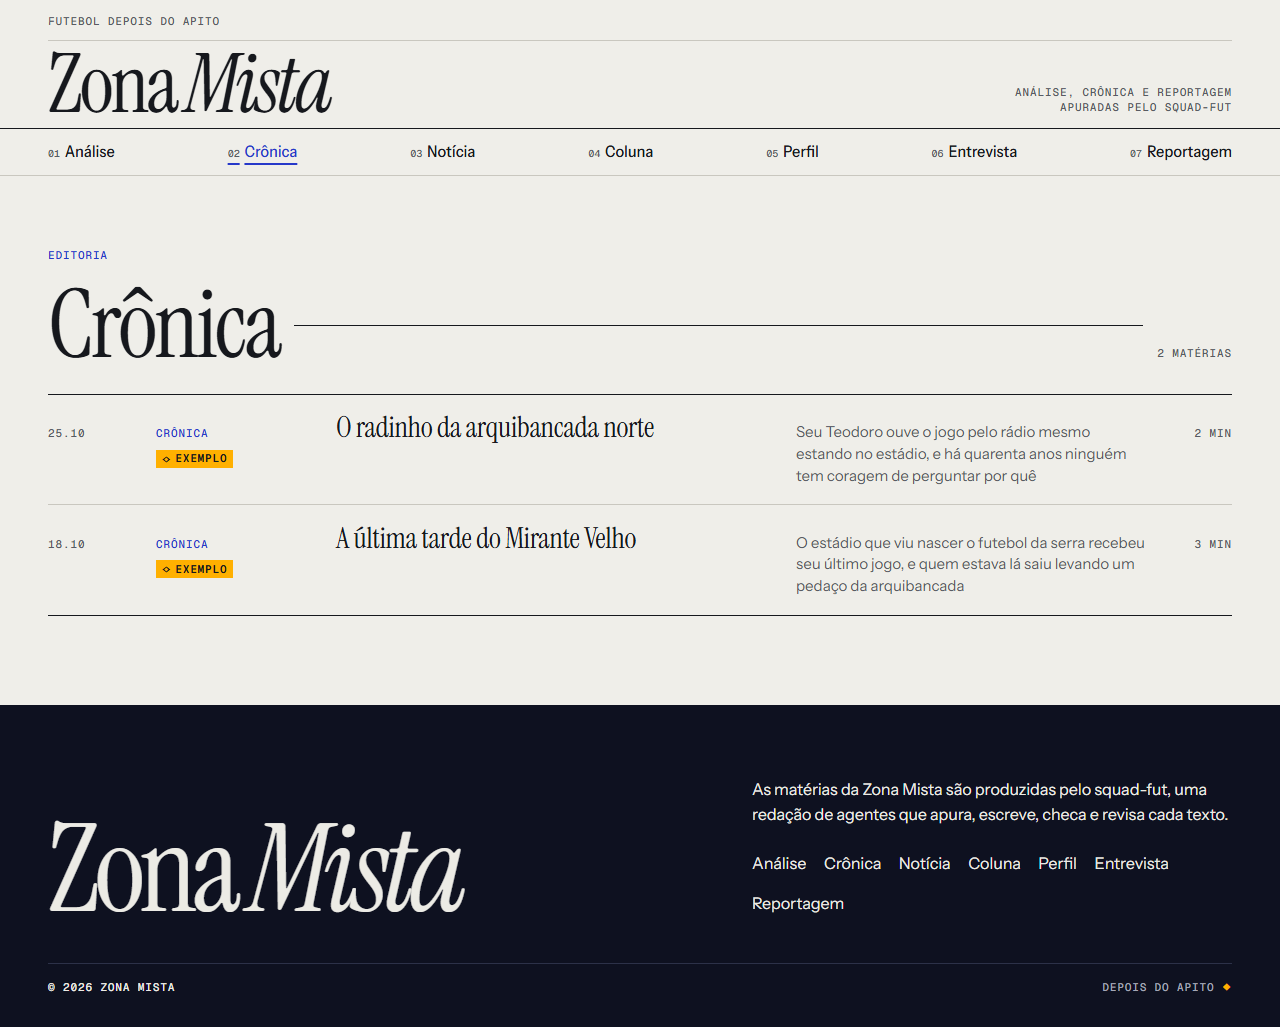 FUTEBOL DEPOIS DO APITO
Zona Mista
ANÁLISE, CRÔNICA E REPORTAGEM
APURADAS PELO SQUAD-FUT
01 Análise
02 Crônica
03 Notícia
04 Coluna
05 Perfil
06 Entrevista
07 Reportagem
EDITORIA
Crônica
2 MATÉRIAS
25.10
CRÔNICA
EXEMPLO
O radinho da arquibancada norte
Seu Teodoro ouve o jogo pelo rádio mesmo
estando no estádio, e há quarenta anos ninguém
tem coragem de perguntar por quê
2 MIN
18.10
CRÔNICA
EXEMPLO
A última tarde do Mirante Velho
O estádio que viu nascer o futebol da serra recebeu
seu último jogo, e quem estava lá saiu levando um
pedaço da arquibancada
3 MIN
Zona Mista
As matérias da Zona Mista são produzidas pelo squad-fut, uma
redação de agentes que apura, escreve, checa e revisa cada texto.
Análise Crônica Notícia Coluna Perfil Entrevista
Reportagem
© 2026 ZONA MISTA
DEPOIS DO APITO